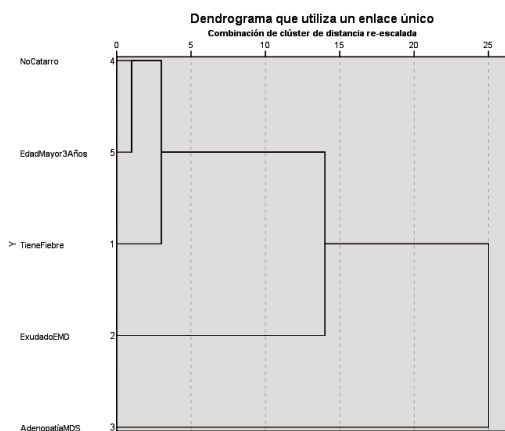 Dendrograma que utiliza un enlace único
Combinación de clúster de distancia re-escalada
0 5 10 15 20 25
NoCatarro 4
EdadMayor3Años 5
Y
TieneFiebre 1
ExudadoEMD 2
AdenopatíaMDS 3